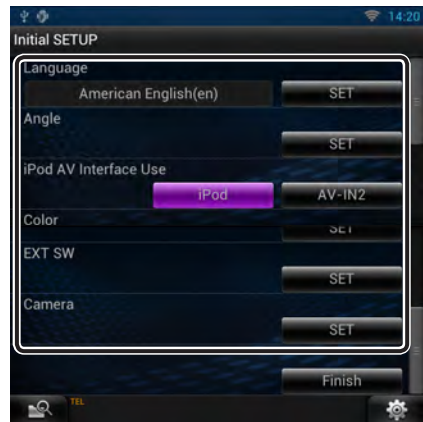 14:20
Initial SETUP
Language
American English(en) SET
Angle
SET
iPod AV Interface Use
iPod AV-IN2
Color
SET
EXT SW
SET
Camera
SET
Finish
TEL